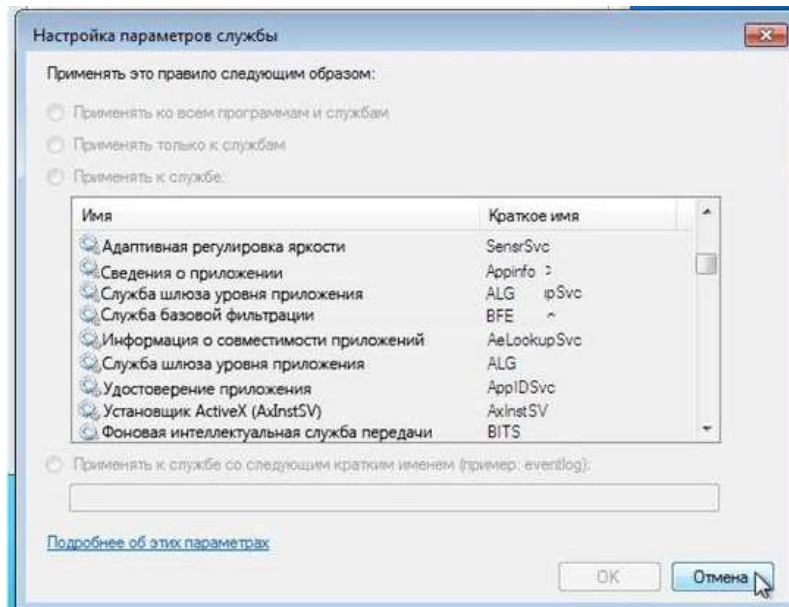 Настройка параметров службы
Применять это правило следующим образом:
Применять ко всем программам и службам
Применять только к службам
Применять к службе:
Имя Краткое имя
Адаптивная регулировка яркости SensrSvc
Сведения о приложении Appinfo
Служба шлюза уровня приложения ALG pSvc
Служба базовой фильтрации BFE
Информация о совместимости приложений AeLookupSvc
Служба шлюза уровня приложения ALG
Удостоверение приложения AppIDSvc
Установщик ActiveX (AxInstSV) AxInstSV
Фоновая интеллектуальная служба передачи BITS
Применять к службе со следующим кратким именем (пример: eventlog):
Подробнее об этих параметрах
OK Отмена